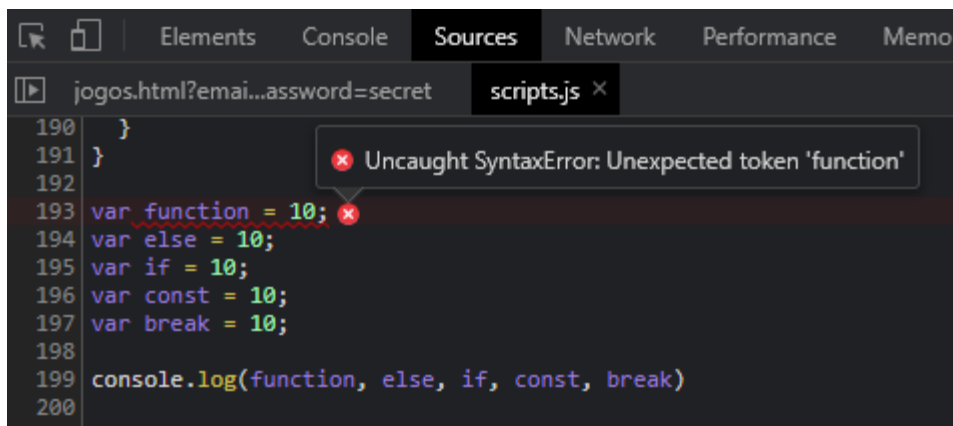 Elements Console Sources Network Performance Memo
jogos.html?emai...assword=secret scripts.js ×
190 }
191 }
Uncaught SyntaxError: Unexpected token 'function'
192
193 var function = 10;
194 var else = 10;
195 var if = 10;
196 var const = 10;
197 var break = 10;
198
199 console.log(function, else, if, const, break)
200